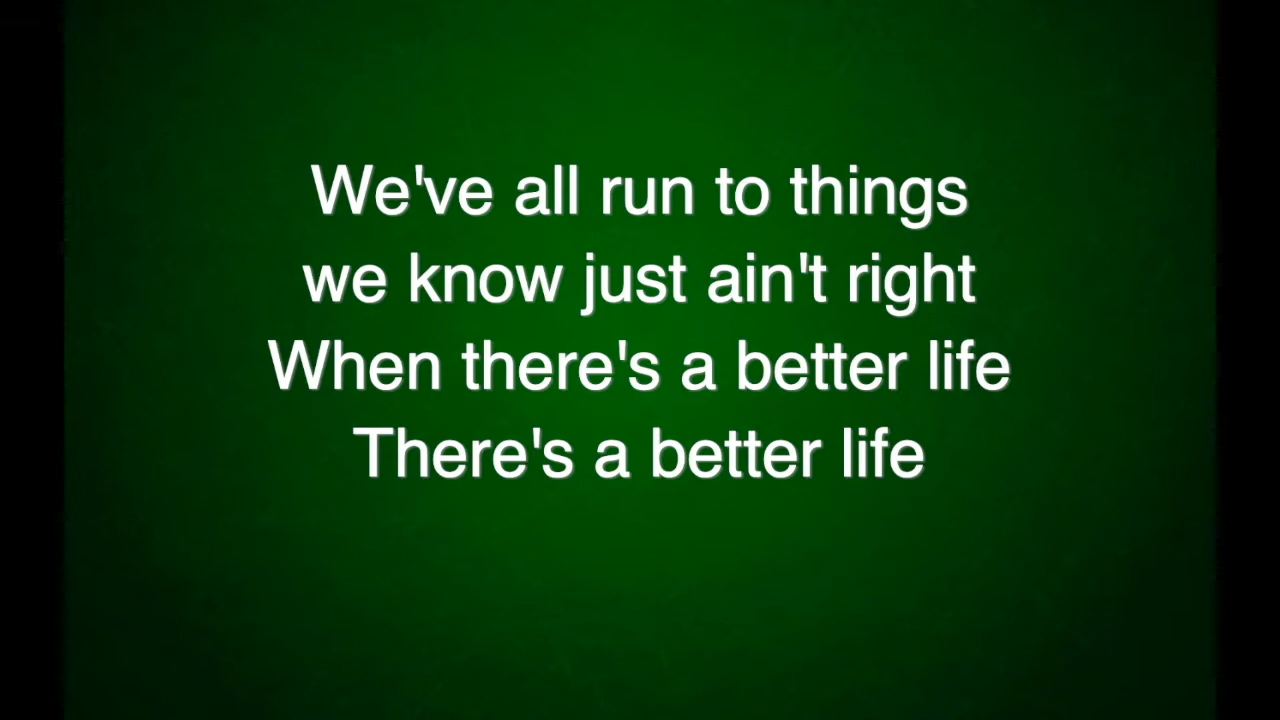 We've all run to things
we know just ain't right
When there's a better life
There's a better life